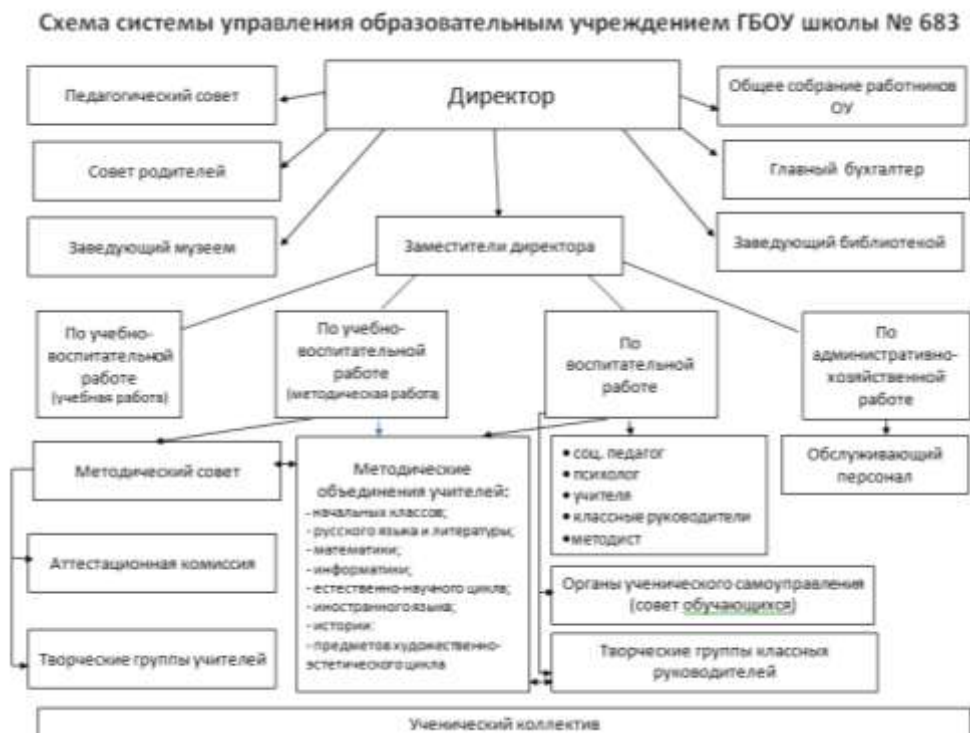 Схема системы управления образовательным учреждением ГБОУ школы № 683
Педагогический совет
Директор
Общее собрание работников
ОУ
Совет родителей
Главный бухгалтер
Заведующий музеем
Заместители директора
Заведующий библиотекой
По учебно-
воспитательной
работе
(учебная работа)
По учебно-
воспитательной
работе
(методическая работа)
По
воспитательной
работе
По
административно-
хозяйственной
работе
Методический совет
Методические
объединения учителей:
- начальных классов;
- русского языка и литературы;
- математики;
- информатики;
- естественно-научного цикла;
- иностранного языка;
- истории:
- предметов художественно-
эстетического цикла
• соц. педагог
• психолог
• учителя
• классные руководители
• методист
Обслуживающий
персонал
Аттестационная комиссия
Органы ученического самоуправления
(совет обучающихся)
Творческие группы учителей
Творческие группы классных
руководителей
Ученический коллектив